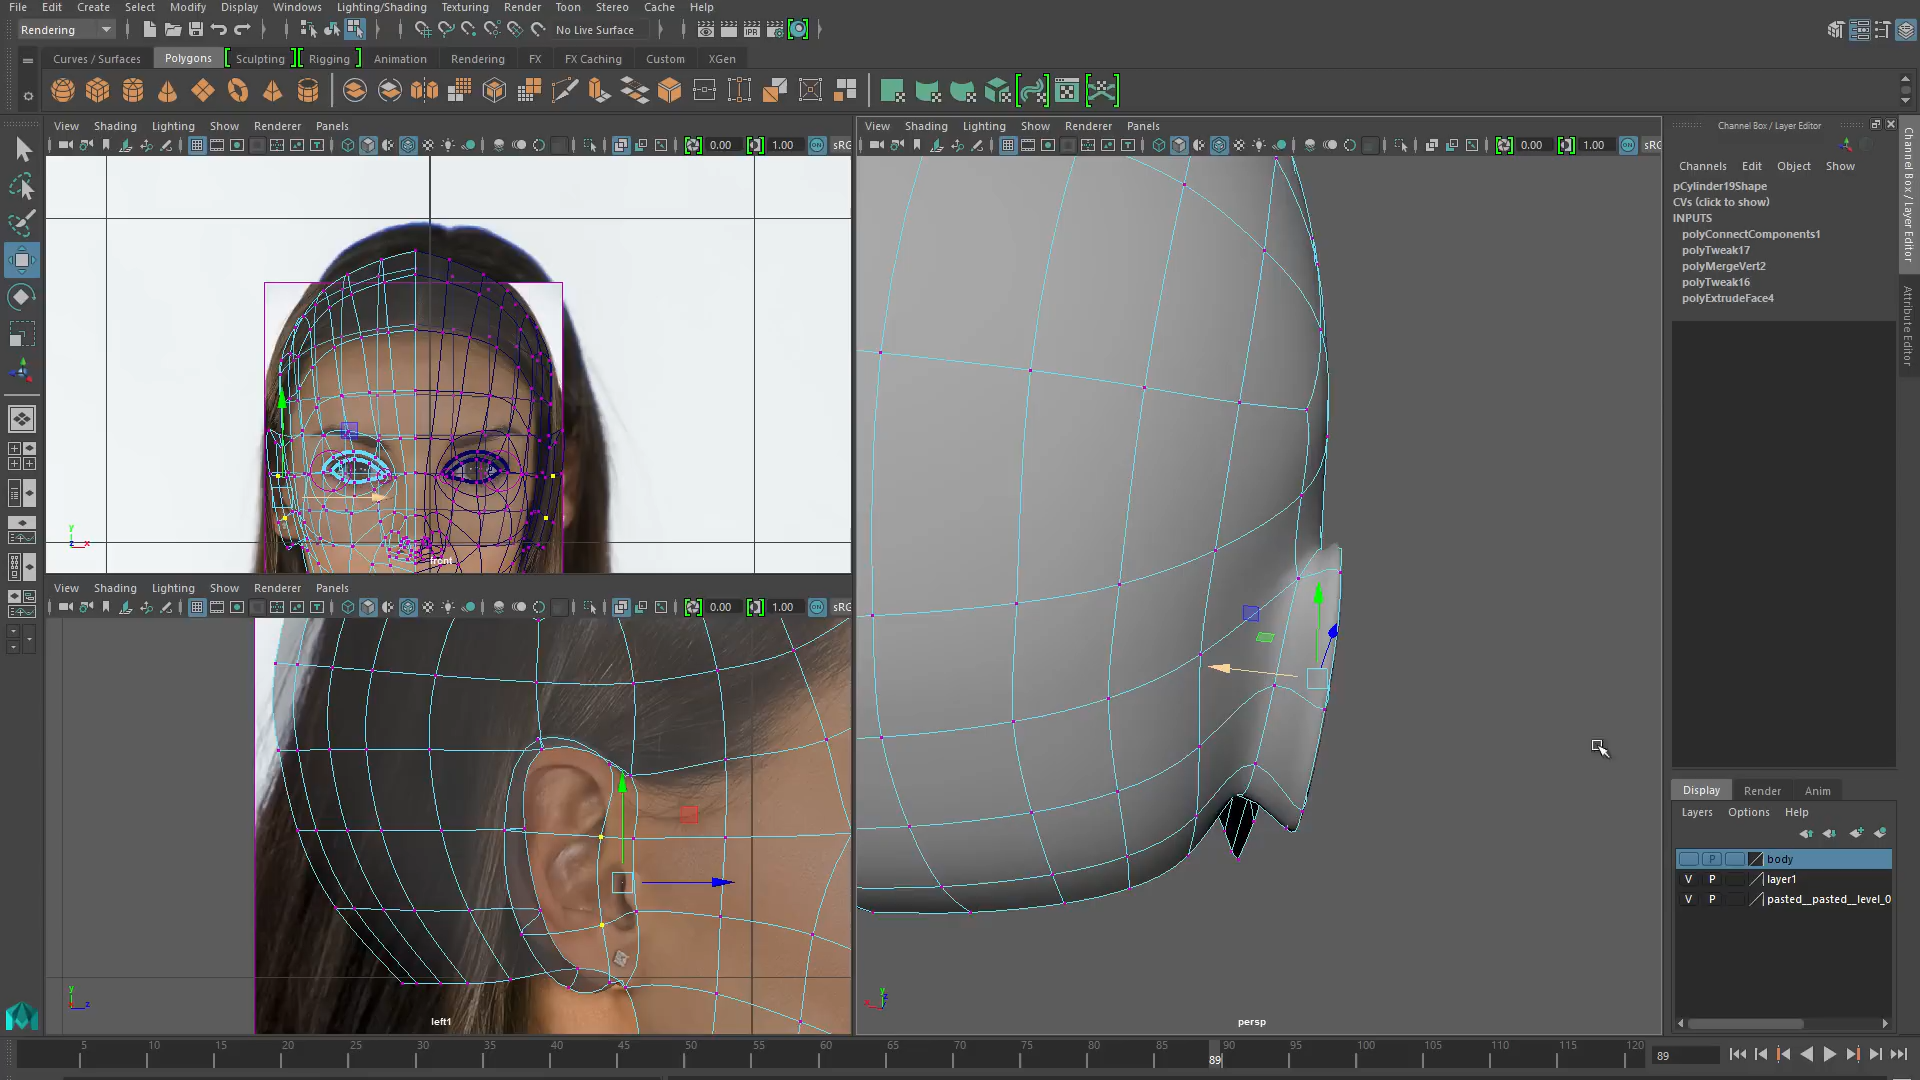 File Edit Create Select Modify Display Windows Lighting/Shading Texturing Render Toon Stereo Cache Help
Rendering
No Live Surface
Curves / Surfaces Polygons Sculpting Rigging Animation Rendering FX FX Caching Custom XGen
View Shading Lighting Show Renderer Panels
0.00 1.00
front
View Shading Lighting Show Renderer Panels
0.00 1.00
left1
View Shading Lighting Show Renderer Panels
0.00 1.00
persp
Channel Box / Layer Editor
Channels Edit Object Show
pCylinder19Shape
CVs (click to show)
INPUTS
polyConnectComponents1
polyTweak17
polyMergeVert2
polyTweak16
polyExtrudeFace4
Channel Box / Layer Editor
Attribute Editor
Display Render Anim
Layers Options Help
P body
V P layer1
V P pasted__pasted__level_0
5 10 15 20 25 30 35 40 45 50 55 60 65 70 75 80 85 89 90 95 100 105 110 115 120
89